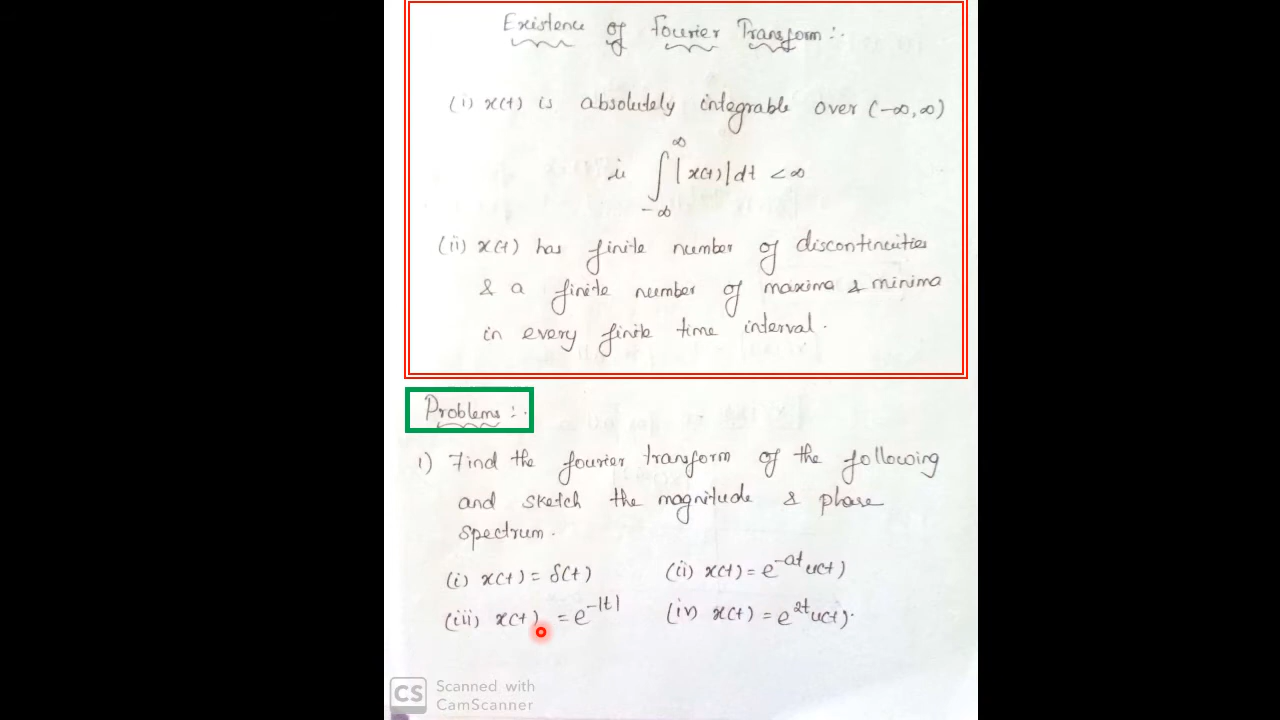 Existence of Fourier Transform:-
(i) x(t) is absolutely integrable over (-∞, ∞)
ie ∫_{-∞}^{∞} |x(t)| dt < ∞
(ii) x(t) has finite number of discontinuities
& a finite number of maxima & minima
in every finite time interval.
Problems:-
1) Find the fourier transform of the following
and sketch the magnitude & phase
spectrum.
(i) x(t) = δ(t) (ii) x(t) = e^{-at} u(t)
(iii) x(t) = e^{-|t|} (iv) x(t) = e^{2t} u(t).
CS Scanned with
CamScanner